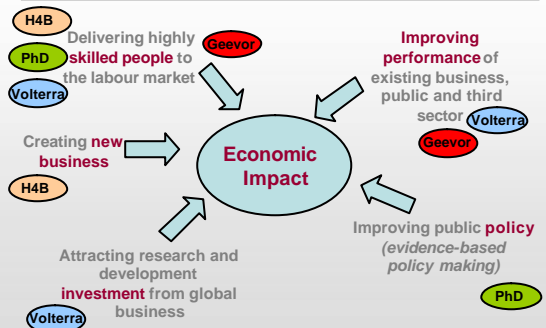 H4B
PhD
Volterra
Delivering highly
skilled people to
the labour market
Geevor
Improving
performance of
existing business,
public and third
sector
Volterra
Geevor
Creating new
business
H4B
Economic
Impact
Improving public policy
(evidence-based
policy making)
PhD
Attracting research and
development
investment from global
business
Volterra